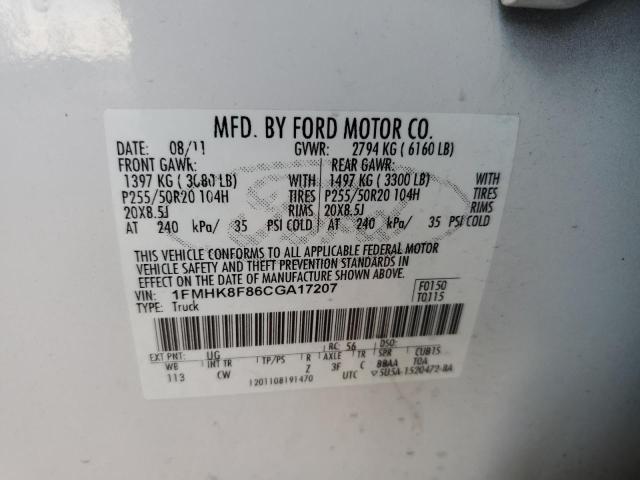 MFD. BY FORD MOTOR CO.
DATE: 08/11 GVWR: 2794 KG ( 6160 LB)
FRONT GAWR: REAR GAWR:
1397 KG ( 3080 LB) WITH 1497 KG ( 3300 LB) WITH
P255/50R20 104H TIRES P255/50R20 104H TIRES
20X8.5J RIMS 20X8.5J RIMS
AT 240 kPa/ 35 PSI COLD AT 240 kPa/ 35 PSI COLD
THIS VEHICLE CONFORMS TO ALL APPLICABLE FEDERAL MOTOR
VEHICLE SAFETY AND THEFT PREVENTION STANDARDS IN
EFFECT ON THE DATE OF MANUFACTURE SHOWN ABOVE.
VIN: 1FMHK8F86CGA17207 F0150
TYPE: Truck T0115
EXT PNT: UG RC: 56 DSO:
WB INT TR TP/PS R AXLE TR SPR CUBTS
113 CW Z 3F C BBAA TOA
1201108191470 UTC ▽5U5A-1520472-BA